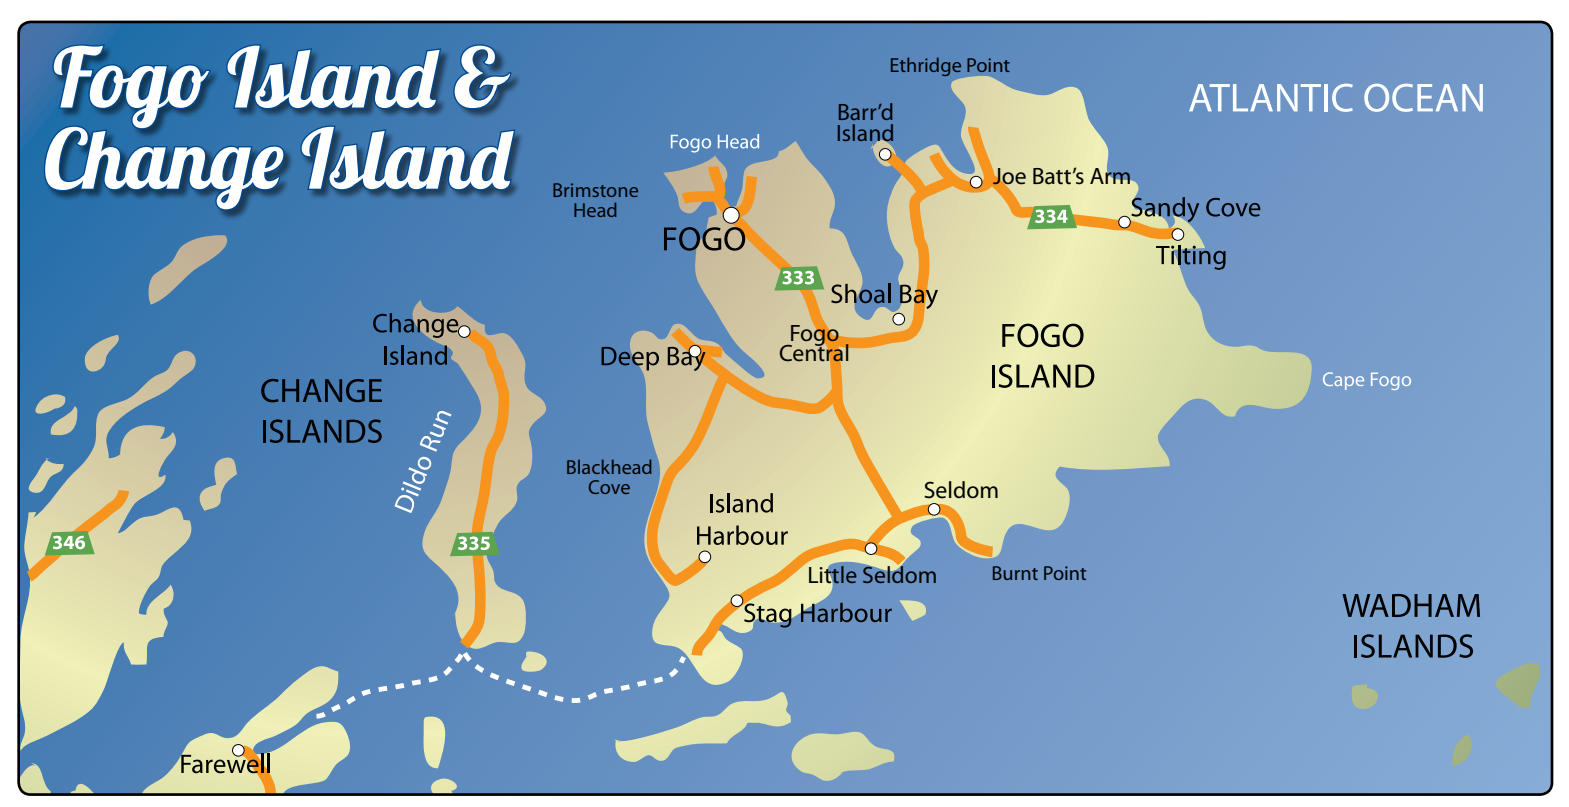 Fogo Island &
Change Island
Ethridge Point
ATLANTIC OCEAN
Barr'd
Island
Fogo Head
Joe Batt's Arm
Brimstone
Head
Sandy Cove
334
FOGO
Tilting
333
Shoal Bay
Change
Island
Fogo
Central
FOGO
ISLAND
Deep Bay
Cape Fogo
CHANGE
ISLANDS
Dildo Run
Blackhead
Cove
Seldom
Island
Harbour
346
335
Little Seldom
Burnt Point
Stag Harbour
WADHAM
ISLANDS
Farewell